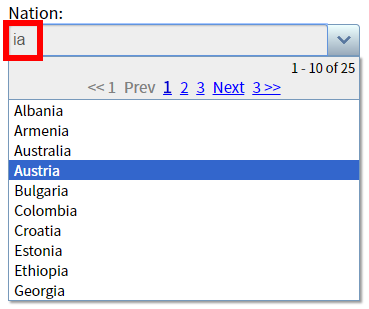 Nation:
ia
1 - 10 of 25
<< 1 Prev 1 2 3 Next 3 >>
Albania
Armenia
Australia
Austria
Bulgaria
Colombia
Croatia
Estonia
Ethiopia
Georgia